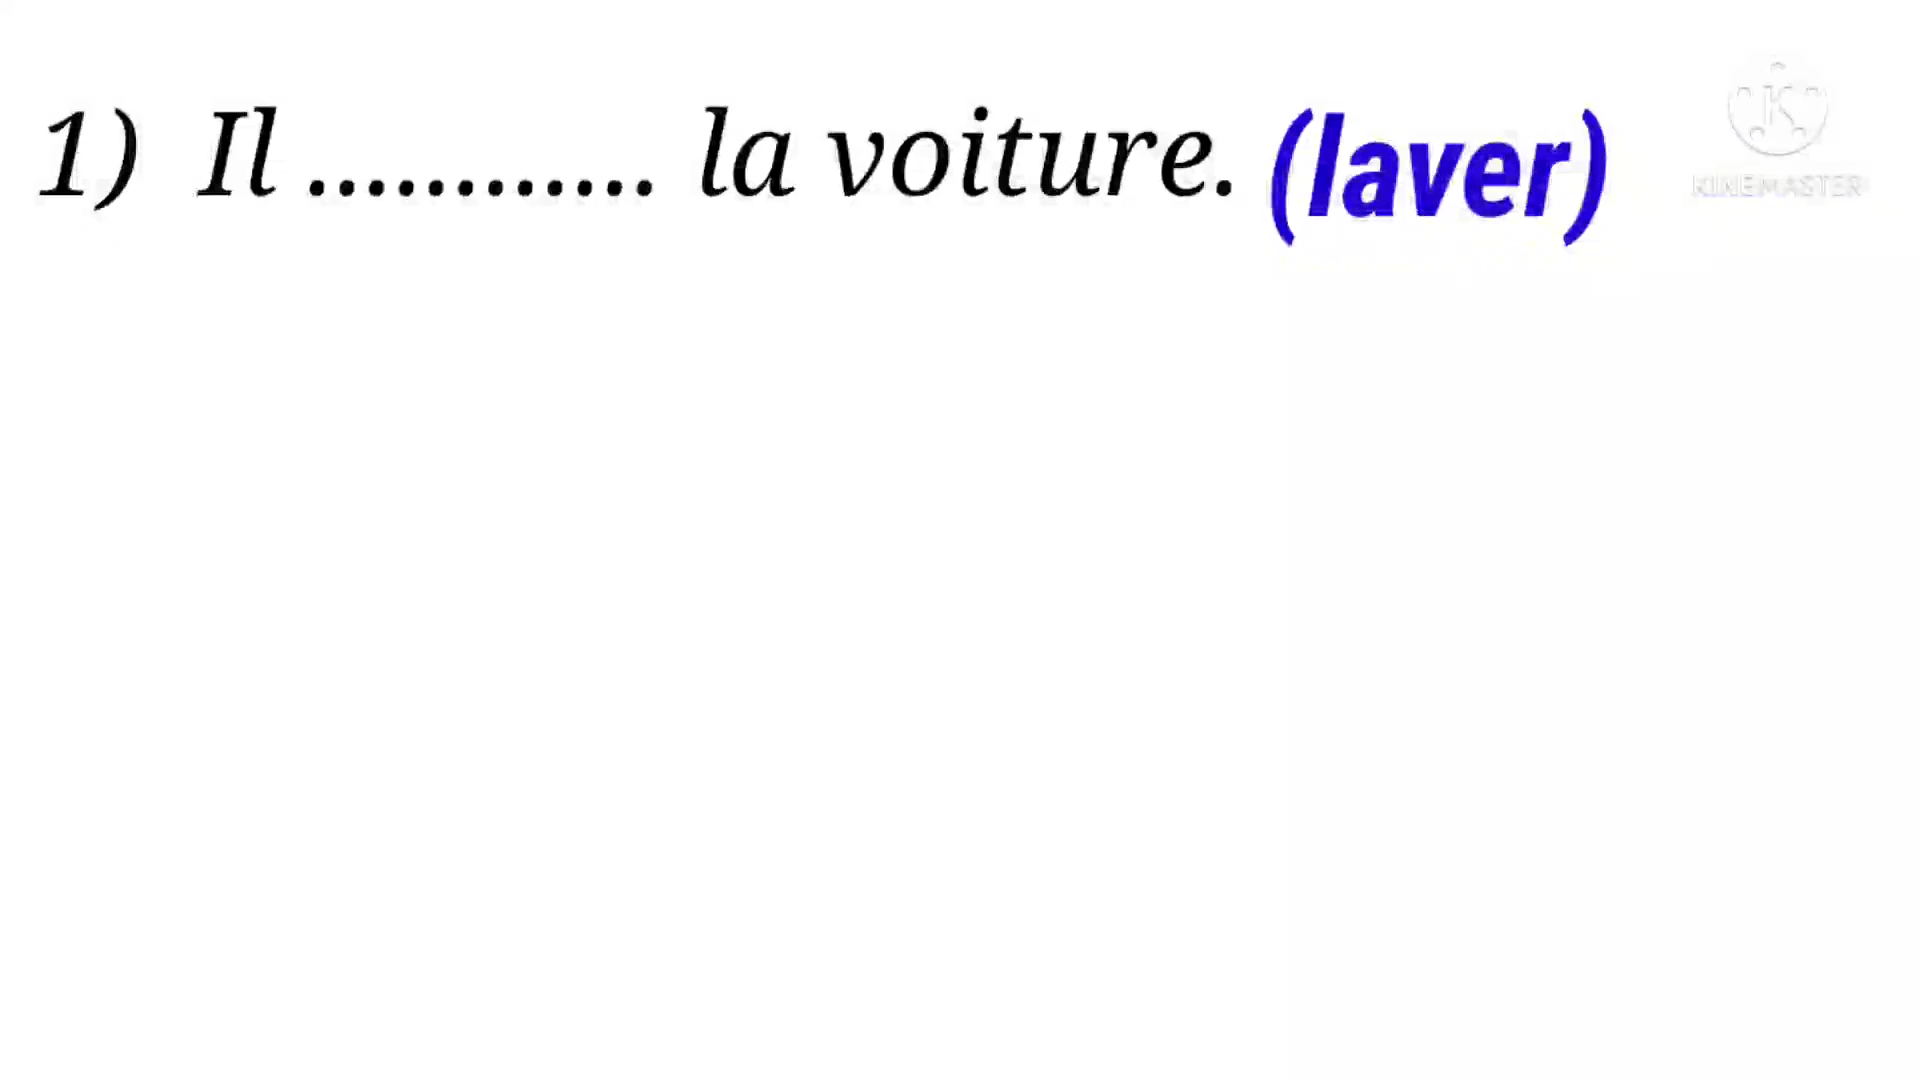 1) Il ............ la voiture. (laver)
KINEMASTER